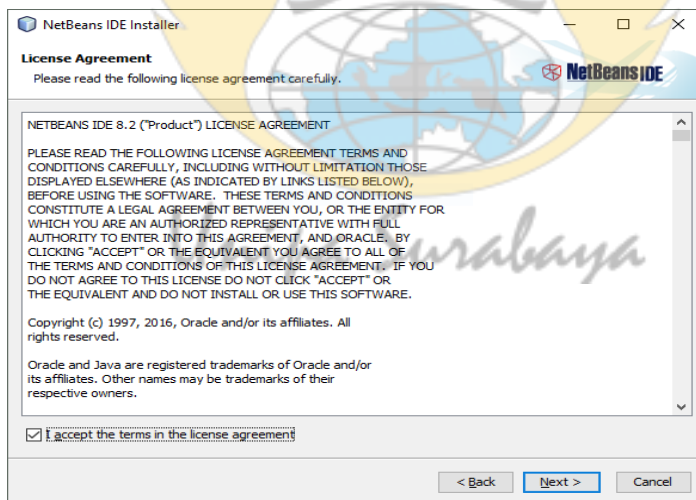 NetBeans IDE Installer
License Agreement
Please read the following license agreement carefully.
NetBeans IDE
NETBEANS IDE 8.2 ("Product") LICENSE AGREEMENT
PLEASE READ THE FOLLOWING LICENSE AGREEMENT TERMS AND
CONDITIONS CAREFULLY, INCLUDING WITHOUT LIMITATION THOSE
DISPLAYED ELSEWHERE (AS INDICATED BY LINKS LISTED BELOW),
BEFORE USING THE SOFTWARE.  THESE TERMS AND CONDITIONS
CONSTITUTE A LEGAL AGREEMENT BETWEEN YOU, OR THE ENTITY FOR
WHICH YOU ARE AN AUTHORIZED REPRESENTATIVE WITH FULL
AUTHORITY TO ENTER INTO THIS AGREEMENT, AND ORACLE.  BY
CLICKING "ACCEPT" OR THE EQUIVALENT YOU AGREE TO ALL OF
THE TERMS AND CONDITIONS OF THIS LICENSE AGREEMENT.  IF YOU
DO NOT AGREE TO THIS LICENSE DO NOT CLICK "ACCEPT" OR
THE EQUIVALENT AND DO NOT INSTALL OR USE THIS SOFTWARE.
Unipa Surabaya
Copyright (c) 1997, 2016, Oracle and/or its affiliates. All
rights reserved.
Oracle and Java are registered trademarks of Oracle and/or
its affiliates. Other names may be trademarks of their
respective owners.
I accept the terms in the license agreement
< Back
Next >
Cancel